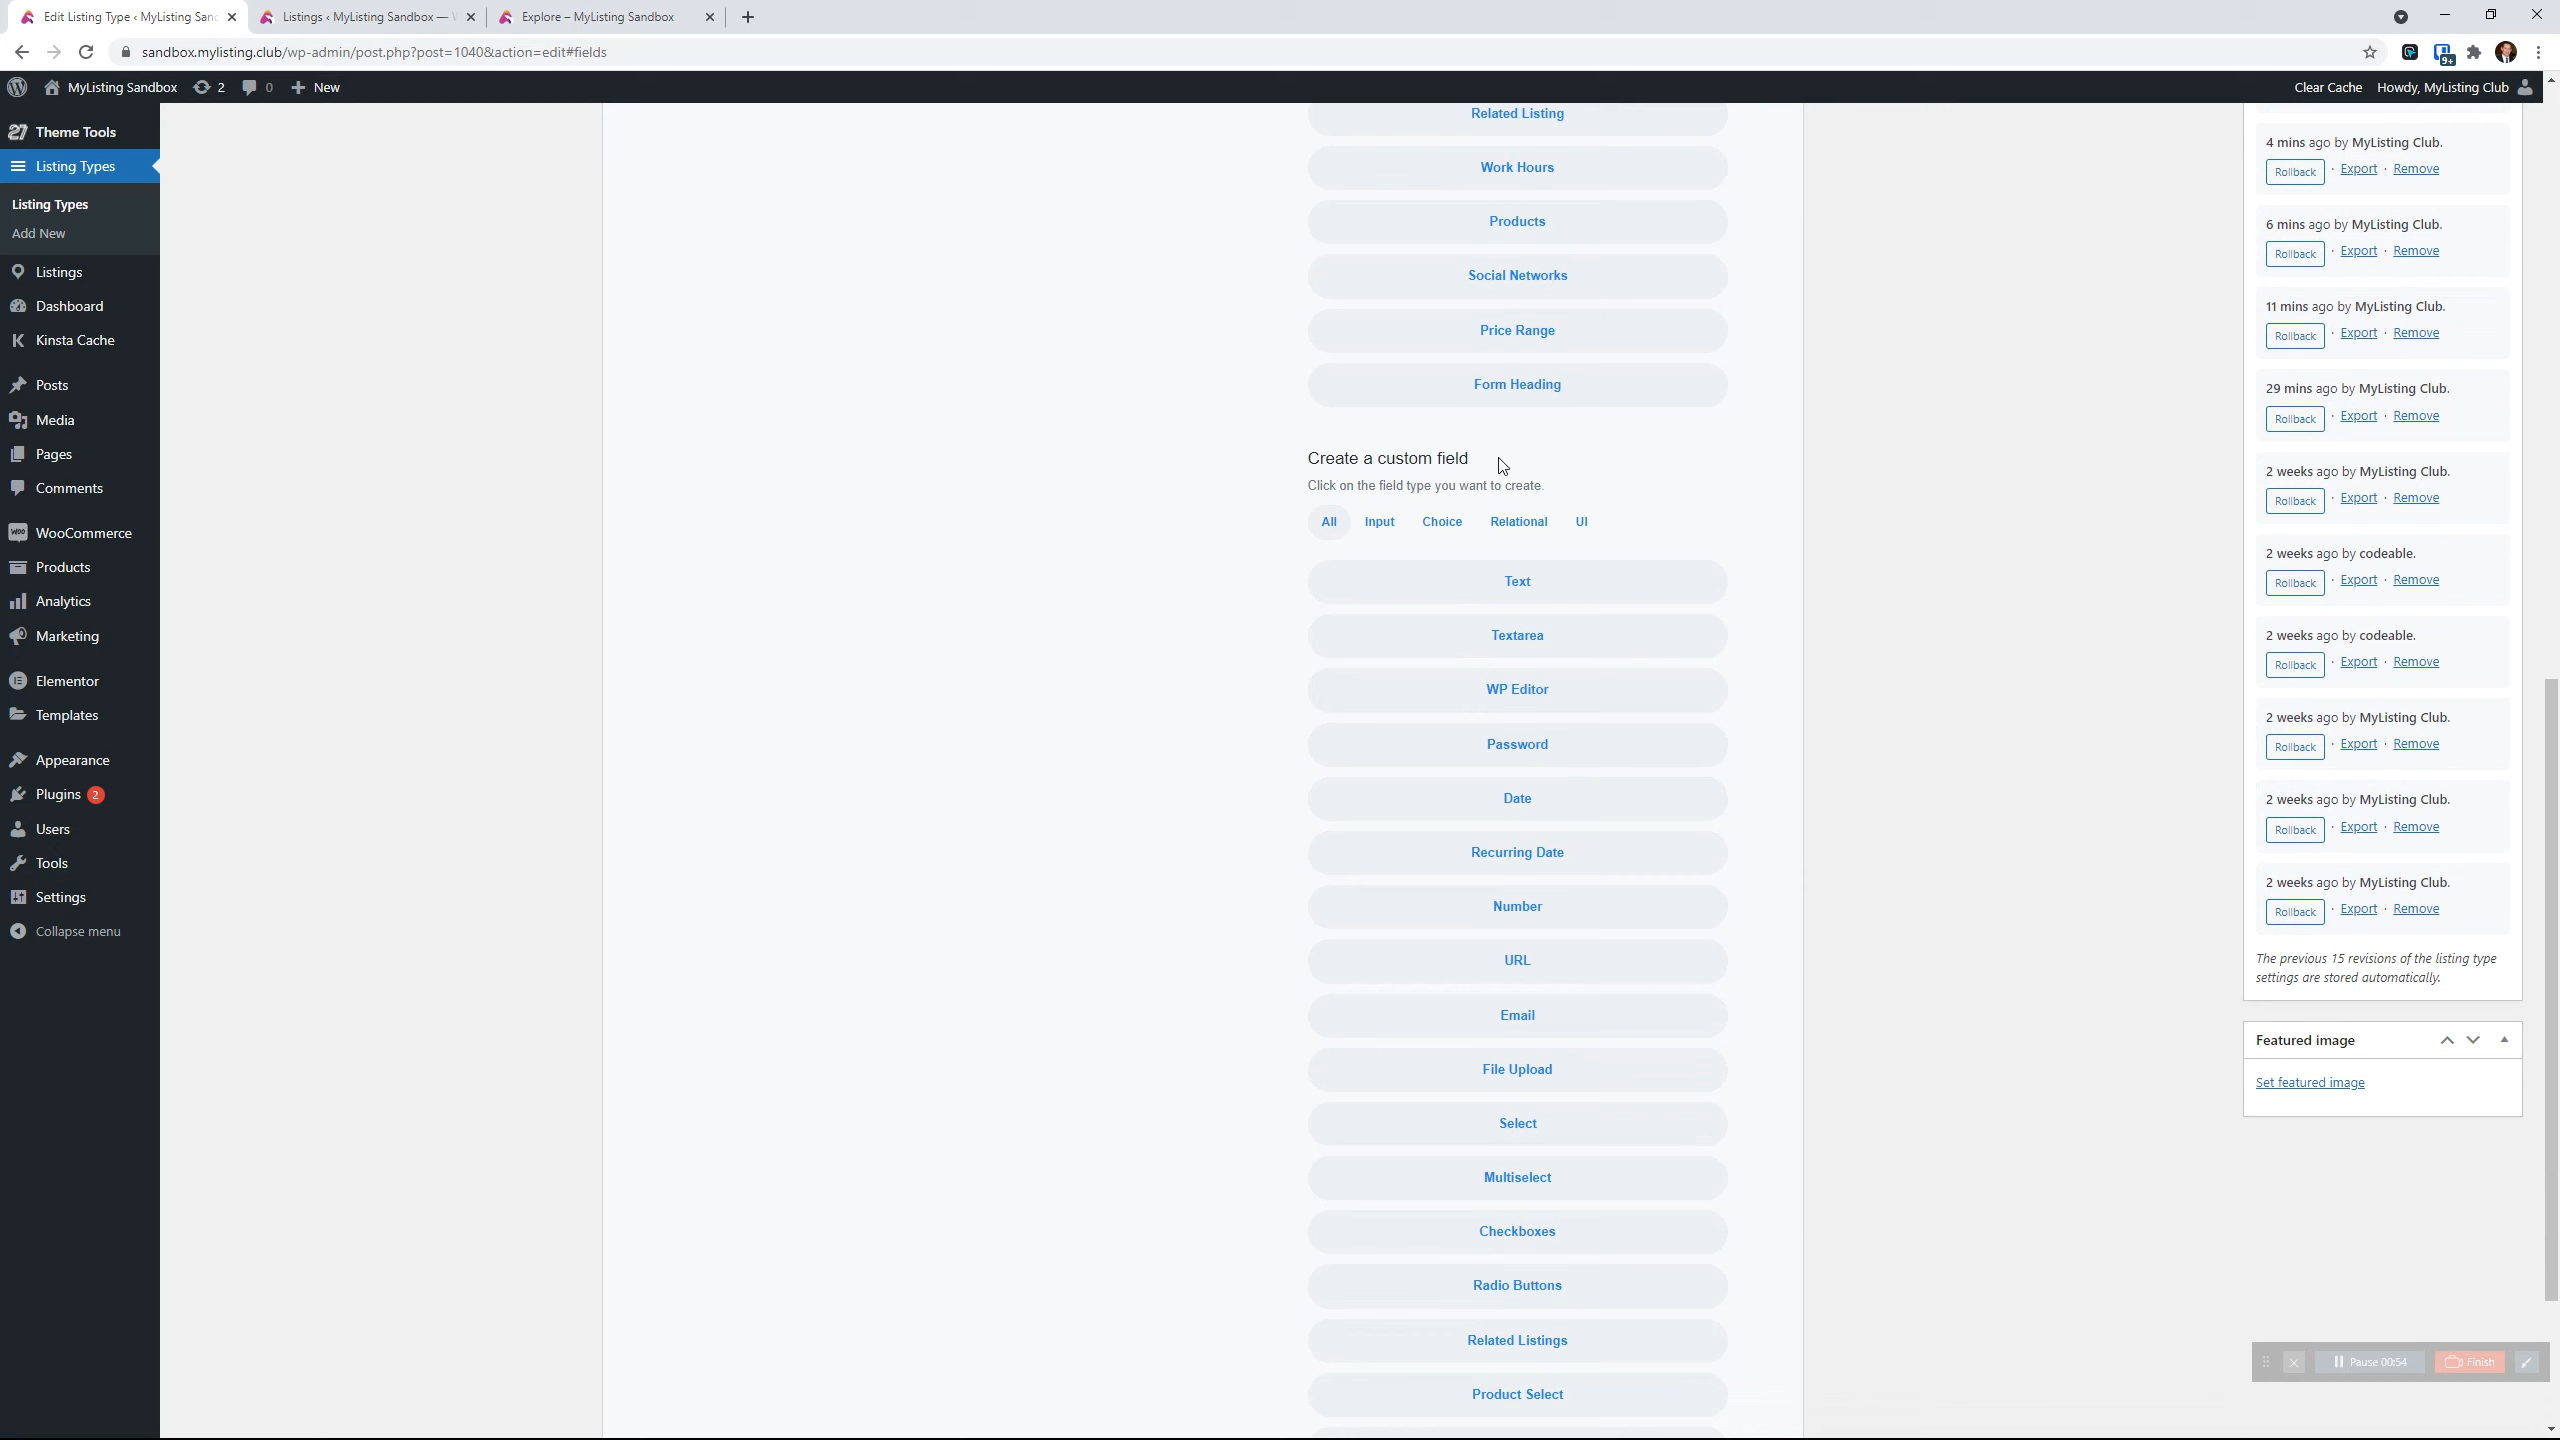 Edit Listing Type ‹ MyListing Sand
Listings ‹ MyListing Sandbox —
Explore – MyListing Sandbox
sandbox.mylisting.club/wp-admin/post.php?post=1040&action=edit#fields
9+
MyListing Sandbox
2
0
New
Clear Cache
Howdy, MyListing Club
27 Theme Tools
Listing Types
Listing Types
Add New
Listings
Dashboard
K Kinsta Cache
Posts
Media
Pages
Comments
WooCommerce
Products
Analytics
Marketing
Elementor
Templates
Appearance
Plugins 2
Users
Tools
Settings
Collapse menu
Related Listing
Work Hours
Products
Social Networks
Price Range
Form Heading
Create a custom field
Click on the field type you want to create.
All Input Choice Relational UI
Text
Textarea
WP Editor
Password
Date
Recurring Date
Number
URL
Email
File Upload
Select
Multiselect
Checkboxes
Radio Buttons
Related Listings
Product Select
4 mins ago by MyListing Club.
Rollback · Export · Remove
6 mins ago by MyListing Club.
Rollback · Export · Remove
11 mins ago by MyListing Club.
Rollback · Export · Remove
29 mins ago by MyListing Club.
Rollback · Export · Remove
2 weeks ago by MyListing Club.
Rollback · Export · Remove
2 weeks ago by codeable.
Rollback · Export · Remove
2 weeks ago by codeable.
Rollback · Export · Remove
2 weeks ago by MyListing Club.
Rollback · Export · Remove
2 weeks ago by MyListing Club.
Rollback · Export · Remove
2 weeks ago by MyListing Club.
Rollback · Export · Remove
The previous 15 revisions of the listing type
settings are stored automatically.
Featured image
Set featured image
Pause 00:54
Finish